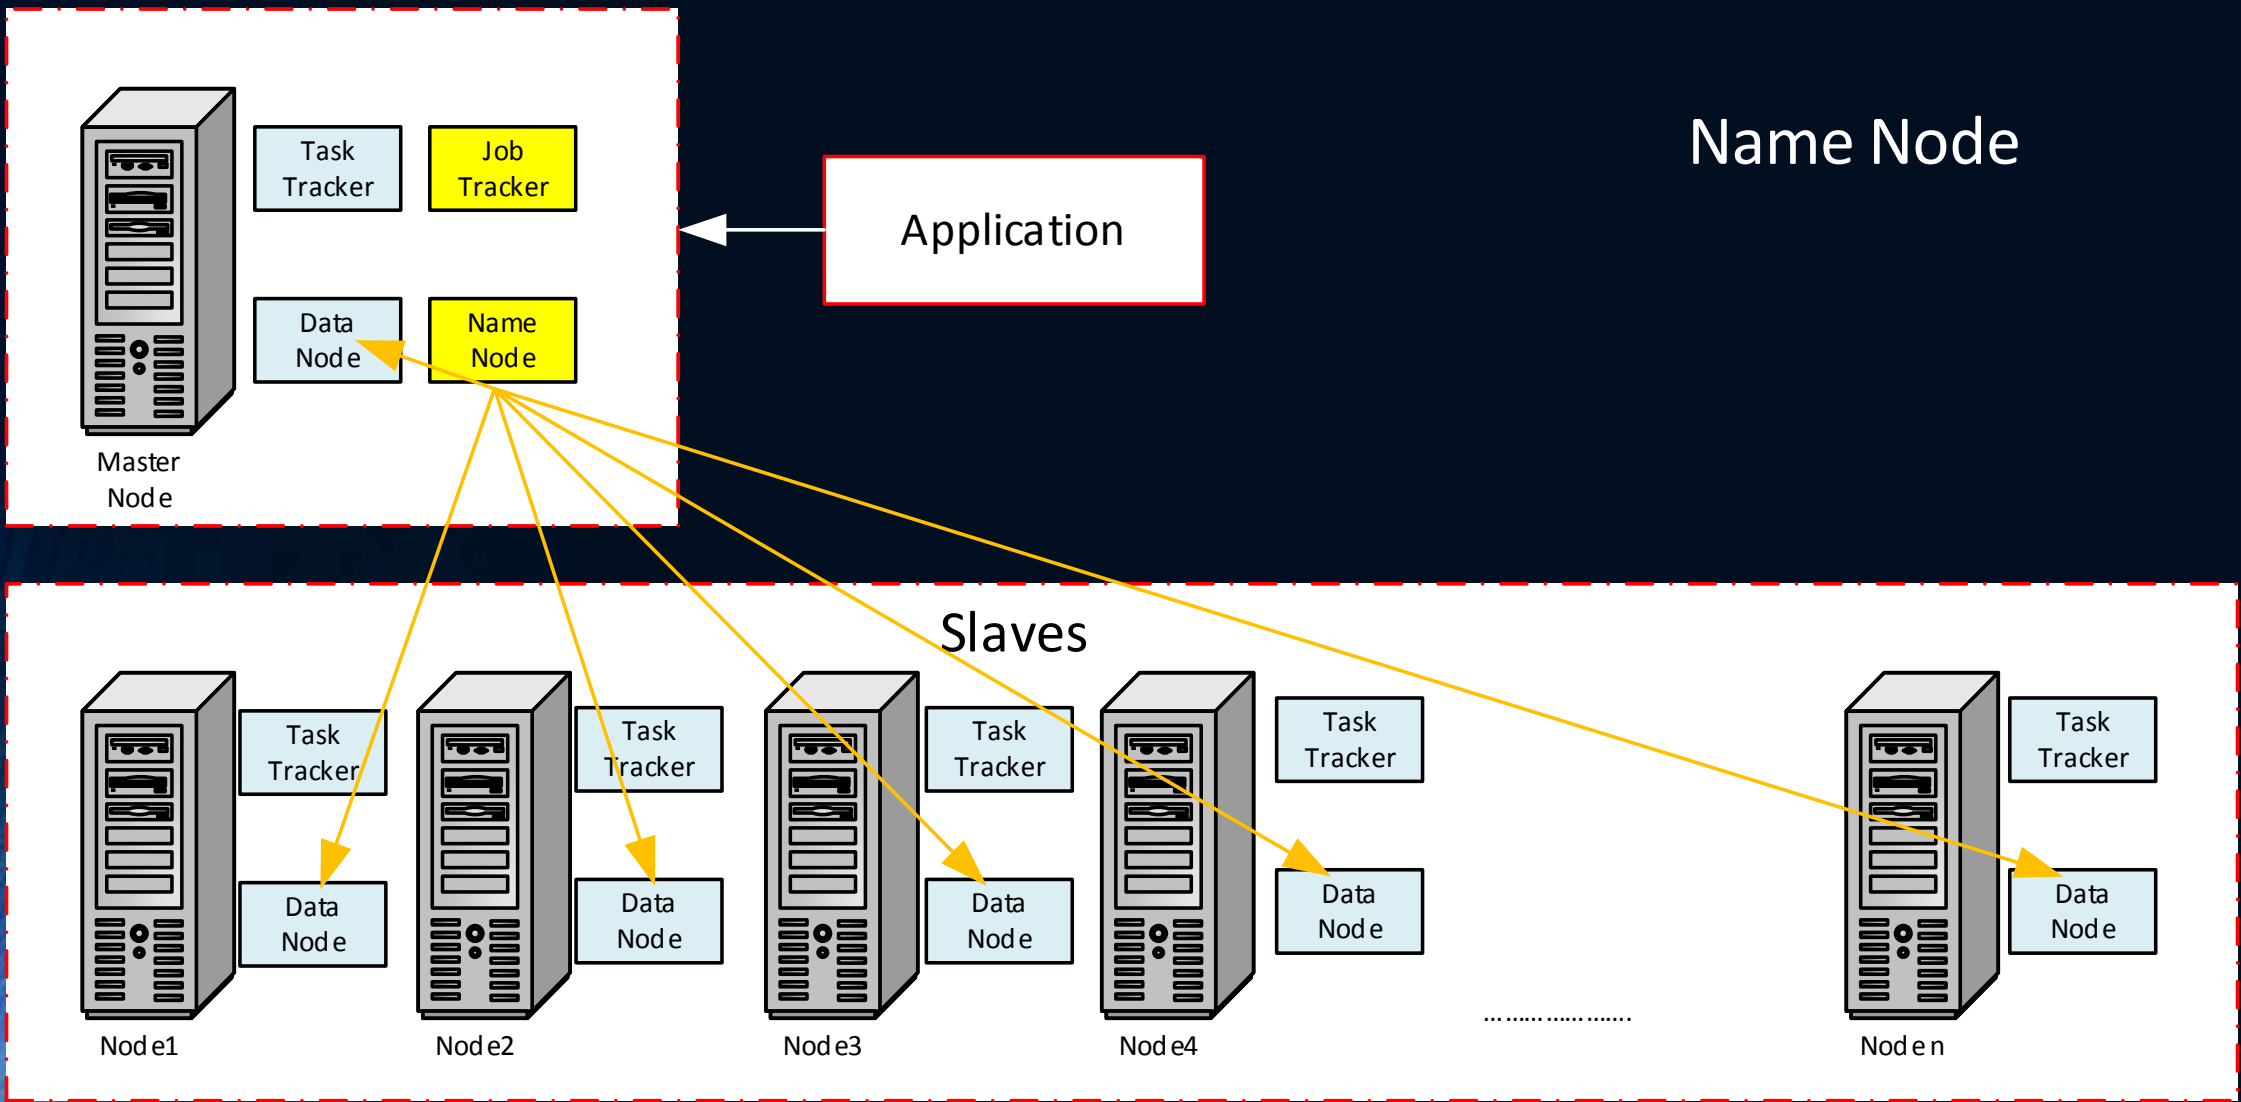 Name Node
Task
Tracker
Job
Tracker
Application
Data
Node
Name
Node
Master
Node
Slaves
Task
Tracker
Task
Tracker
Task
Tracker
Task
Tracker
Task
Tracker
Data
Node
Data
Node
Data
Node
Data
Node
Data
Node
....................
Node1
Node2
Node3
Node4
Node n